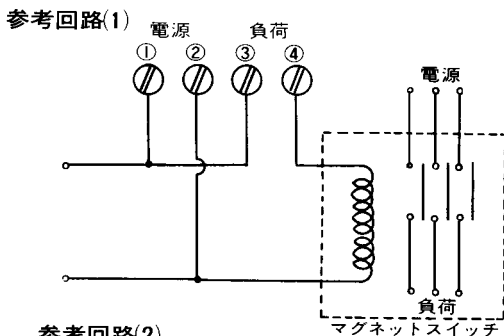 参考回路(1)
電源 負荷
① ② ③ ④
電源
負荷
マグネットスイッチ
参考回路(2)